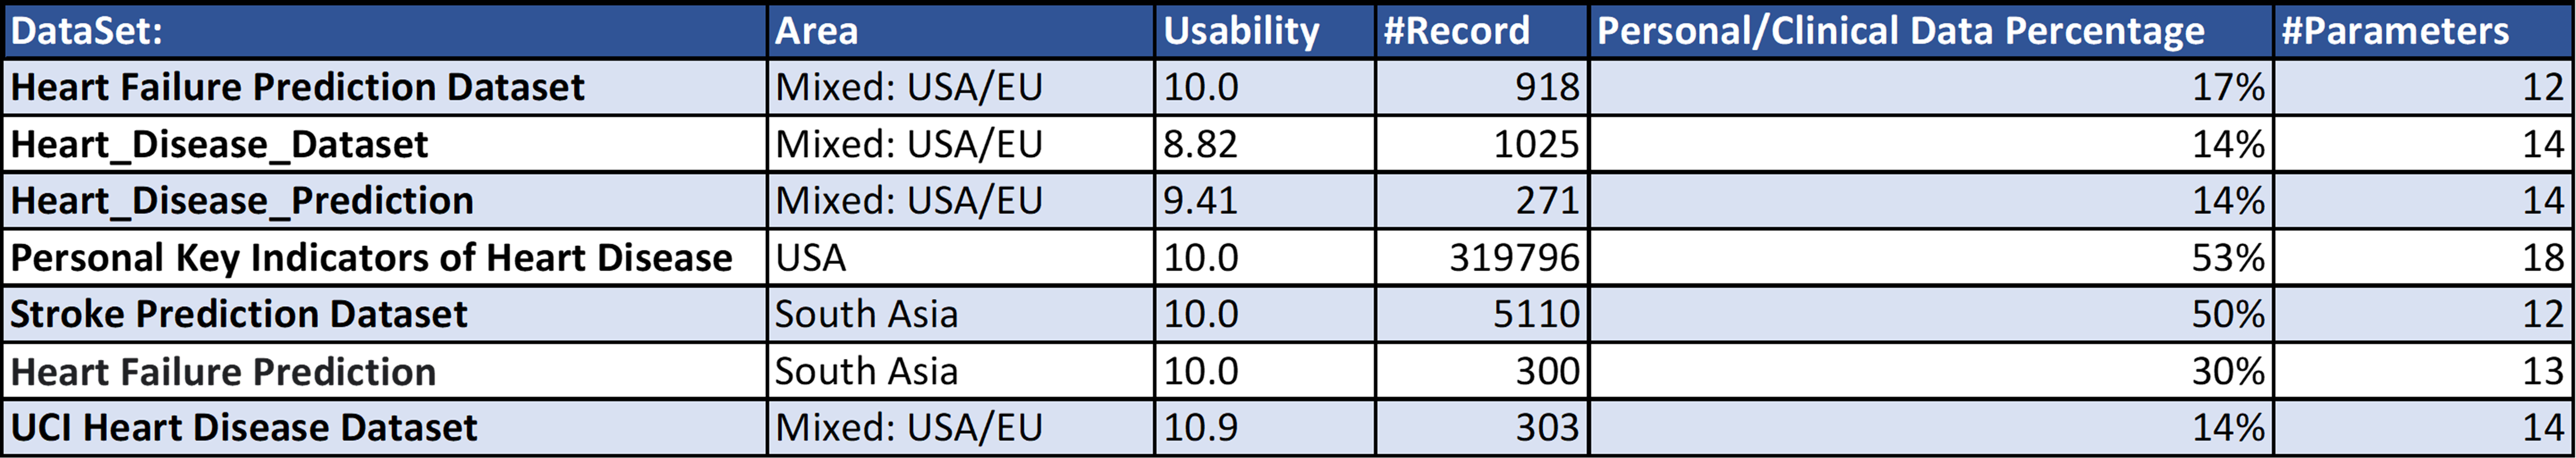 DataSet: Area Usability #Record Personal/Clinical Data Percentage #Parameters
Heart Failure Prediction Dataset Mixed: USA/EU 10.0 918 17% 12
Heart_Disease_Dataset Mixed: USA/EU 8.82 1025 14% 14
Heart_Disease_Prediction Mixed: USA/EU 9.41 271 14% 14
Personal Key Indicators of Heart Disease USA 10.0 319796 53% 18
Stroke Prediction Dataset South Asia 10.0 5110 50% 12
Heart Failure Prediction South Asia 10.0 300 30% 13
UCI Heart Disease Dataset Mixed: USA/EU 10.9 303 14% 14